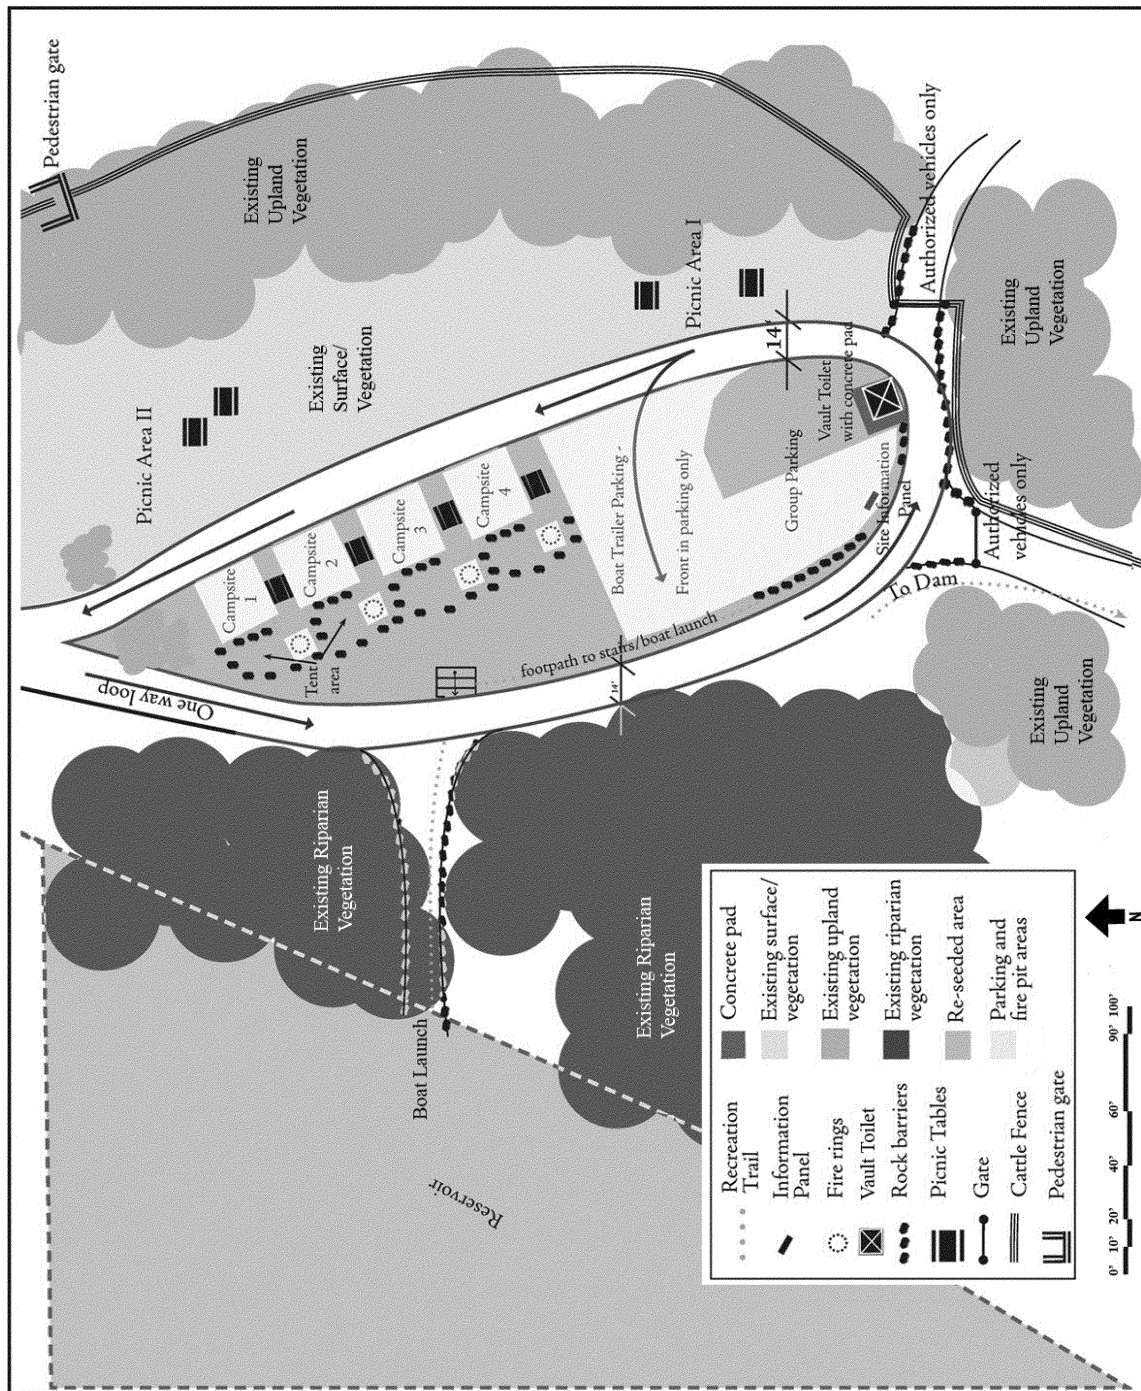 Pedestrian gate
Existing
Upland
Vegetation
Picnic Area II
Existing
Surface/
Vegetation
Picnic Area I
Authorized vehicles only
Existing
Upland
Vegetation
14'
Vault Toilet
with concrete pad
Campsite
1
Campsite
2
Campsite
3
Campsite
4
Boat Trailer Parking -
Front in parking only
Group Parking
Site Information
Panel
Authorized
vehicles only
Tent
area
footpath to stairs/boat launch
14'
To Dam
One way loop
Existing Riparian
Vegetation
Existing Riparian
Vegetation
Existing
Upland
Vegetation
Boat Launch
Reservoir
Recreation
Trail
Information
Panel
Fire rings
Vault Toilet
Rock barriers
Picnic Tables
Gate
Cattle Fence
Pedestrian gate
Concrete pad
Existing surface/
vegetation
Existing upland
vegetation
Existing riparian
vegetation
Re-seeded area
Parking and
fire pit areas
0' 10' 20' 40' 60' 90' 100'
N